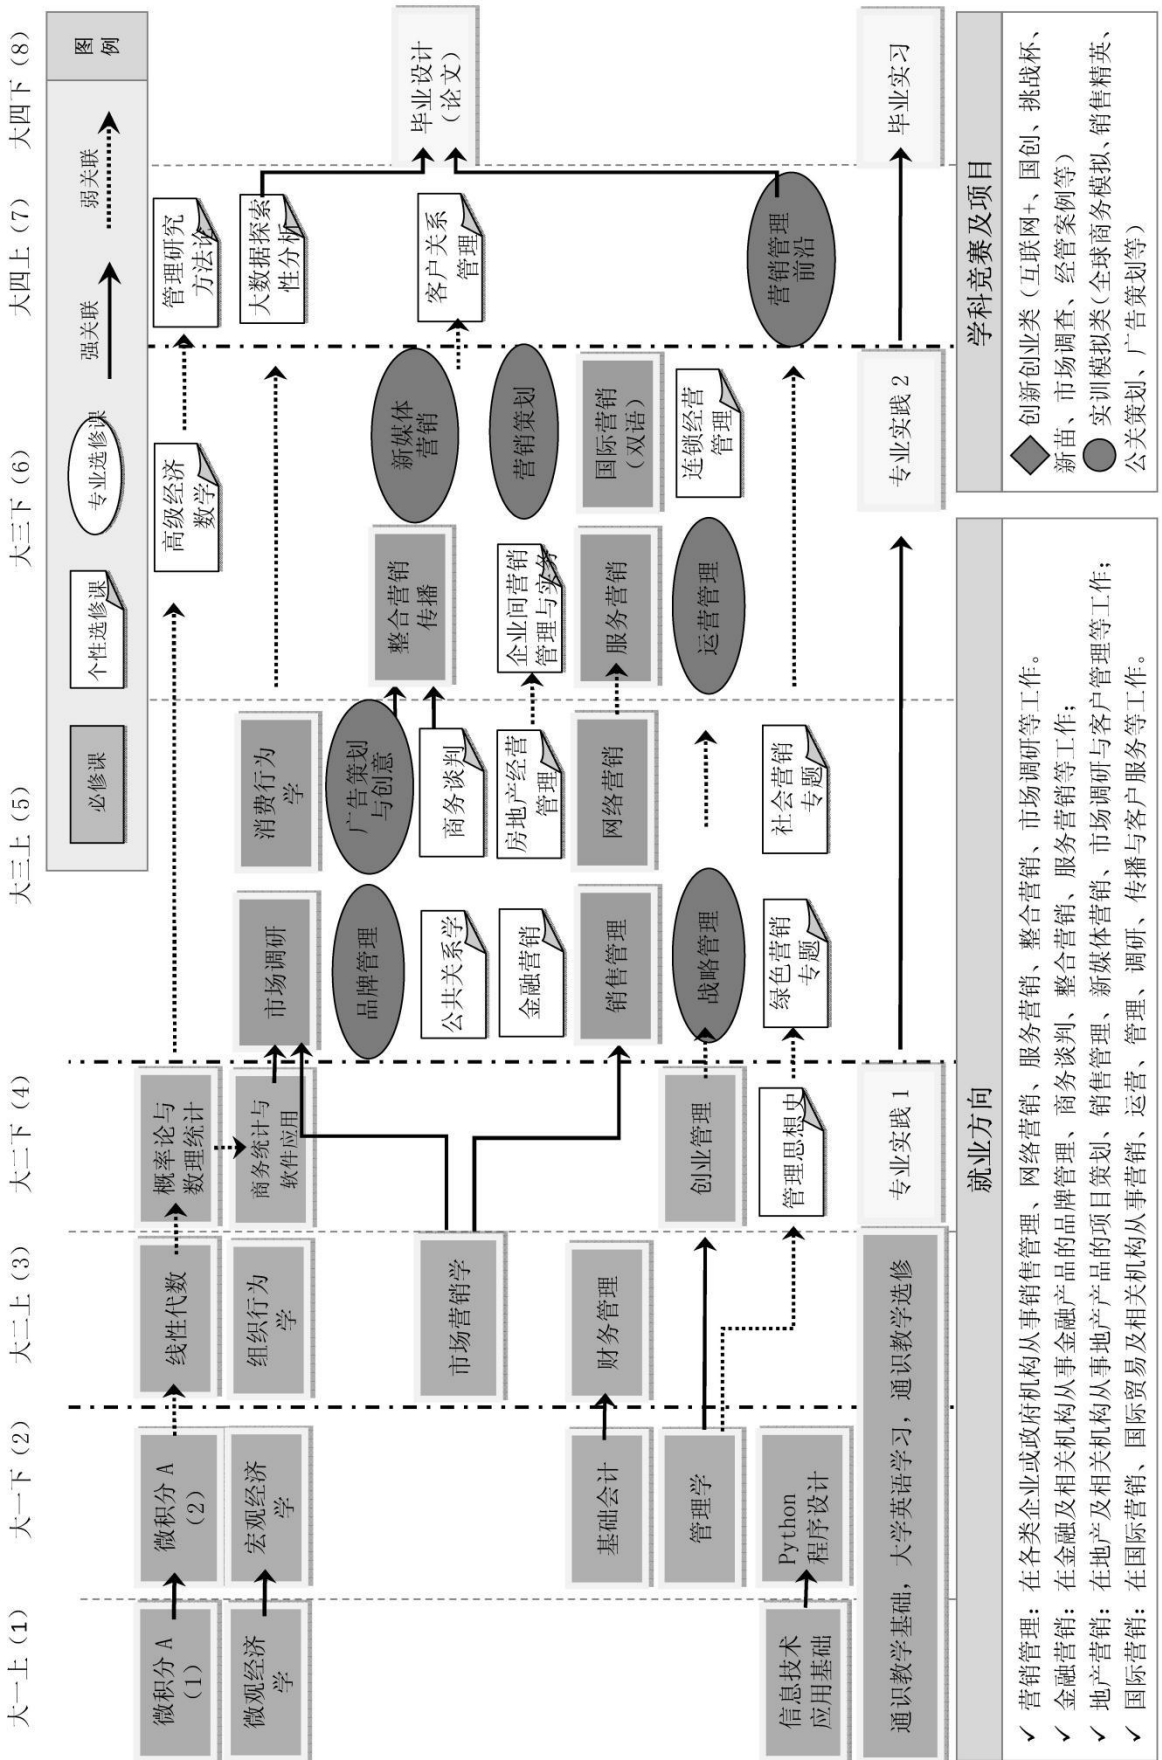 大一上（1）
大一下（2）
大二上（3）
大二下（4）
大三上（5）
大三下（6）
大四上（7）
大四下（8）
必修课
个性选修课
专业选修课
强关联
弱关联
图
例
微积分 A
（1）
微积分 A
（2）
线性代数
概率论与
数理统计
高级经济
数学
管理研究
方法论
微观经济
学
宏观经济
学
组织行为
学
商务统计与
软件应用
市场调研
消费行为
学
大数据探索
性分析
品牌管理
广告策划
与创意
整合营销
传播
新媒体
营销
毕业设计
（论文）
市场营销学
公共关系学
商务谈判
客户关系
管理
金融营销
房地产经营
管理
企业间营销
管理与实务
营销策划
基础会计
财务管理
销售管理
网络营销
服务营销
国际营销
（双语）
管理学
创业管理
战略管理
运营管理
连锁经营
管理
信息技术
应用基础
Python
程序设计
管理思想史
绿色营销
专题
社会营销
专题
营销管理
前沿
通识教学基础，大学英语学习，通识教学选修
专业实践 1
专业实践 2
毕业实习
就业方向
✓ 营销管理：在各类企业或政府机构从事销售管理、网络营销、服务营销、整合营销、市场调研等工作。
✓ 金融营销：在金融及相关机构从事金融产品的品牌管理、商务谈判、整合营销、服务营销等工作；
✓ 地产营销：在地产及相关机构从事地产产品的项目策划、销售管理、新媒体营销、市场调研与客户管理等工作；
✓ 国际营销：在国际营销、国际贸易及相关机构从事营销、运营、管理、调研、传播与客户服务等工作。
学科竞赛及项目
创新创业类（互联网+、国创、挑战杯、
新苗、市场调查、经管案例等）
实训模拟类（全球商务模拟、销售精英、
公关策划、广告策划等）